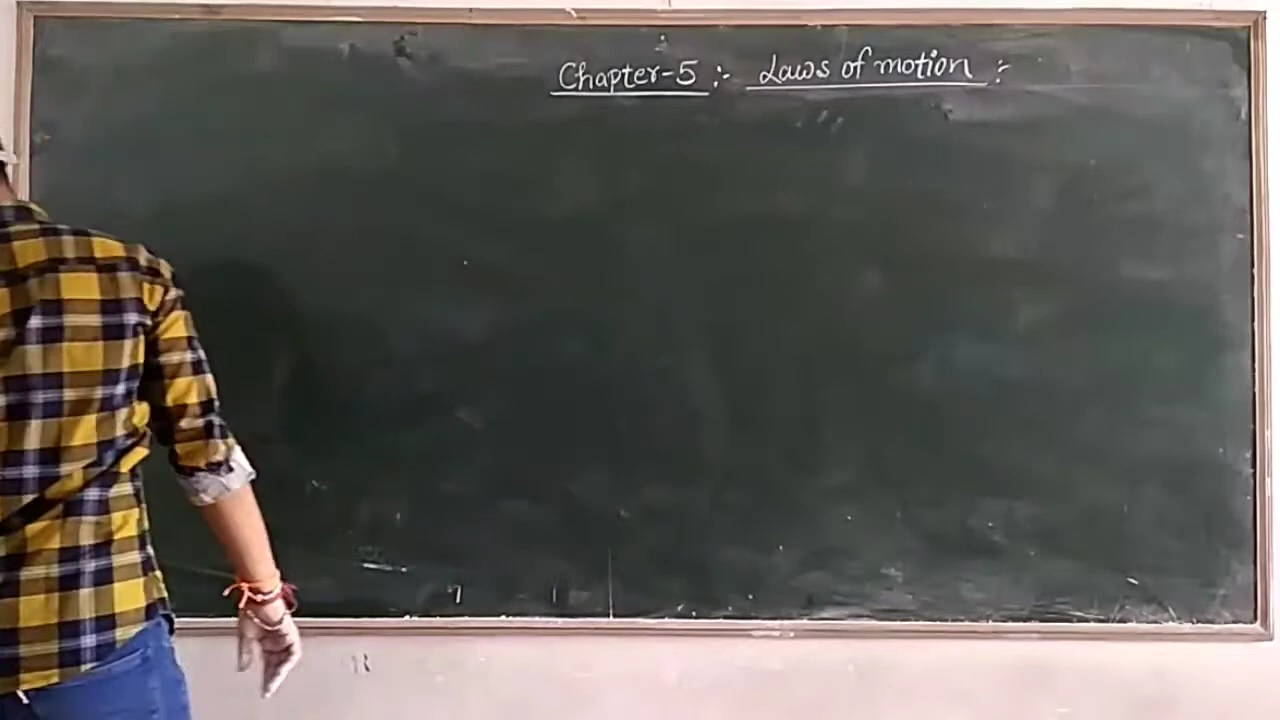 Chapter-5 :- Laws of motion :-